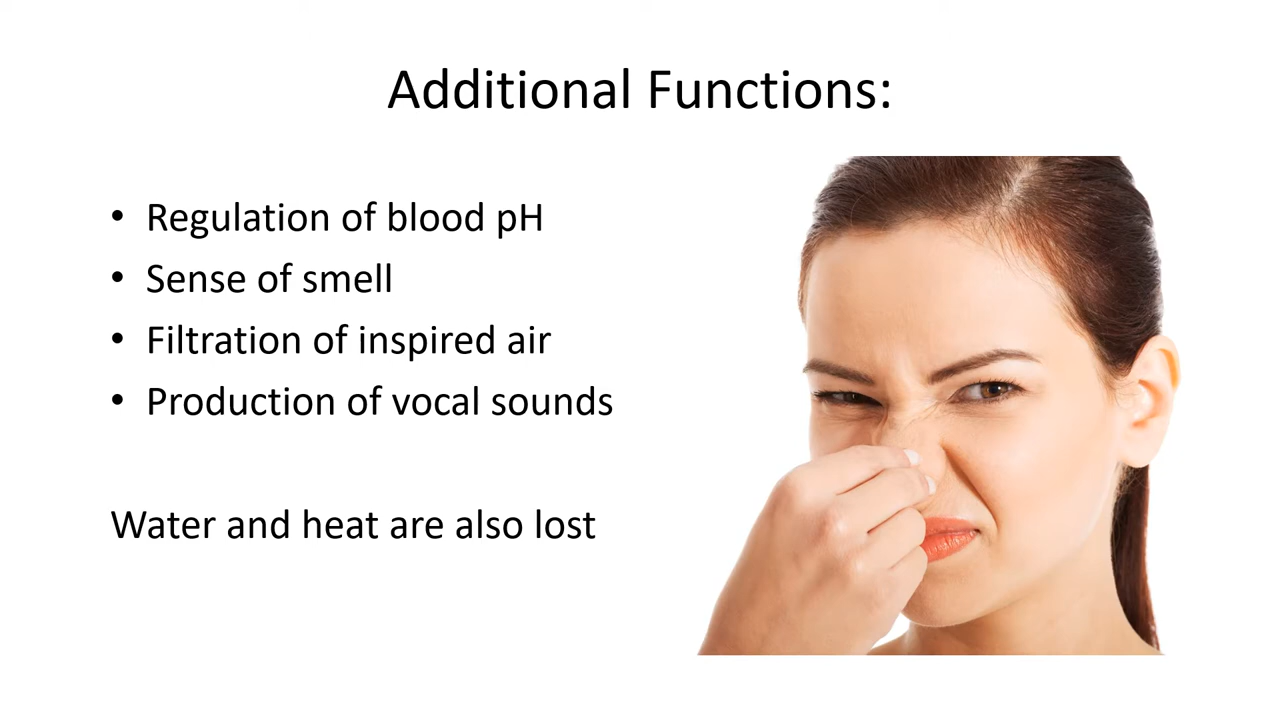 Additional Functions:
• Regulation of blood pH
• Sense of smell
• Filtration of inspired air
• Production of vocal sounds
Water and heat are also lost